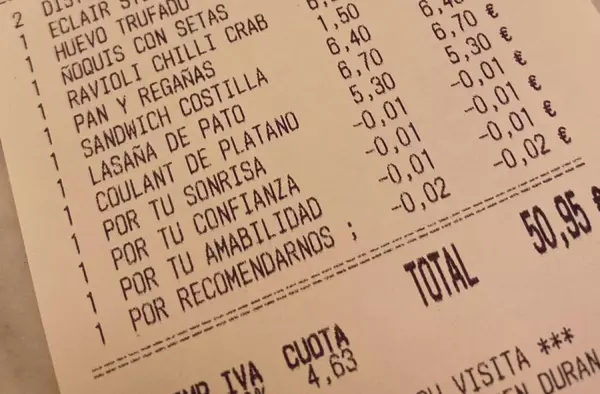 2
1 ECLAIR
1 HUEVO TRUFADO
1 ÑOQUIS CON SETAS
1 RAVIOLI CHILLI CRAB
1 PAN Y REGAÑAS 1,50 €
1 SANDWICH COSTILLA 6,40 6,40 €
1 LASAÑA DE PATO 6,70 6,70 €
1 COULANT DE PLATANO 5,30 5,30 €
1 POR TU SONRISA -0,01 -0,01 €
1 POR TU CONFIANZA -0,01 -0,01 €
1 POR TU AMABILIDAD -0,01 -0,01 €
1 POR RECOMENDARNOS ; -0,02 -0,02 €
TOTAL 50,95 €
IVA CUOTA
4,63
VISITA ***
DURAN